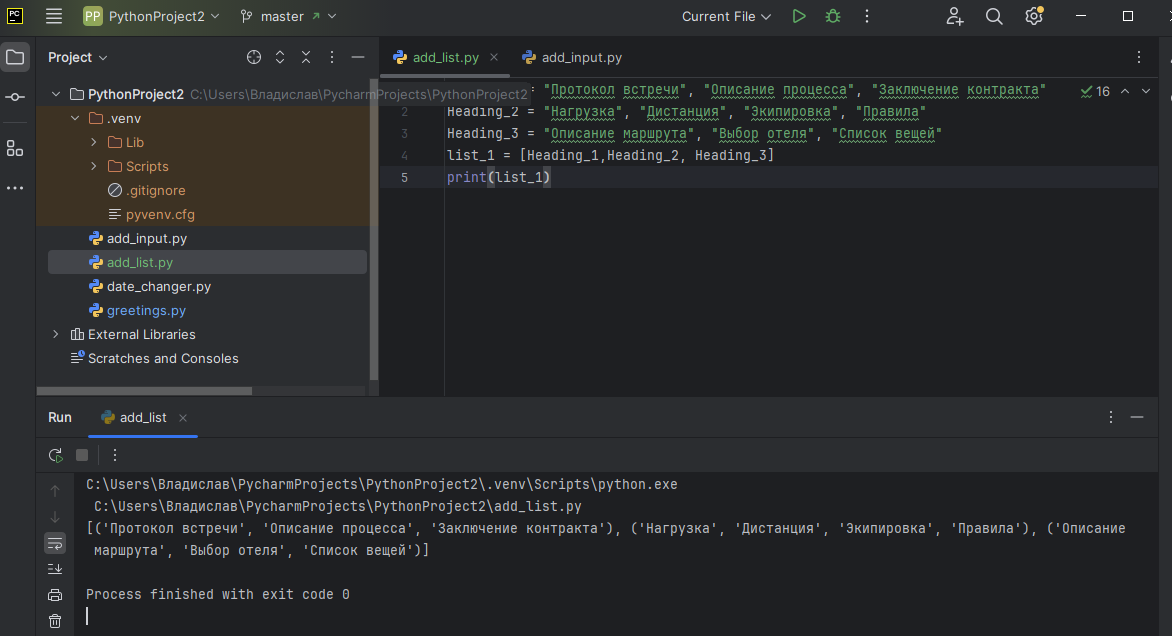 PC PP PythonProject2 master Current File
Project
add_list.py add_input.py
PythonProject2 C:\Users\Владислав\PycharmProjects\PythonProject2
= "Протокол встречи", "Описание процесса", "Заключение контракта"
16
.venv
2 Heading_2 = "Нагрузка", "Дистанция", "Экипировка", "Правила"
Lib
3 Heading_3 = "Описание маршрута", "Выбор отеля", "Список вещей"
4 list_1 = [Heading_1,Heading_2, Heading_3]
Scripts
5 print(list_1)
.gitignore
pyvenv.cfg
add_input.py
add_list.py
date_changer.py
greetings.py
External Libraries
Scratches and Consoles
Run add_list
C:\Users\Владислав\PycharmProjects\PythonProject2\.venv\Scripts\python.exe
C:\Users\Владислав\PycharmProjects\PythonProject2\add_list.py
[('Протокол встречи', 'Описание процесса', 'Заключение контракта'), ('Нагрузка', 'Дистанция', 'Экипировка', 'Правила'), ('Описание
маршрута', 'Выбор отеля', 'Список вещей')]
Process finished with exit code 0